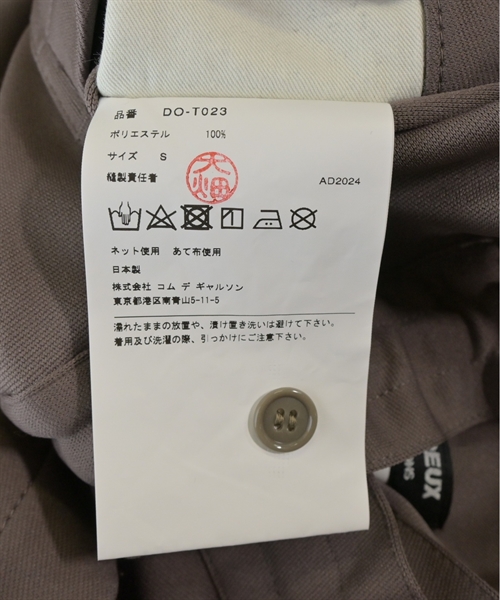 品番 DO-T023
ポリエステル 100%
サイズ S
縫製責任者 大畑 AD2024
ネット使用 あて布使用
日本製
株式会社 コム デ ギャルソン
東京都港区南青山5-11-5
濡れたままの放置や、漬け置き洗いは避けて下さい。
着用及び洗濯の際、引っかけにご注意下さい。
DEUX